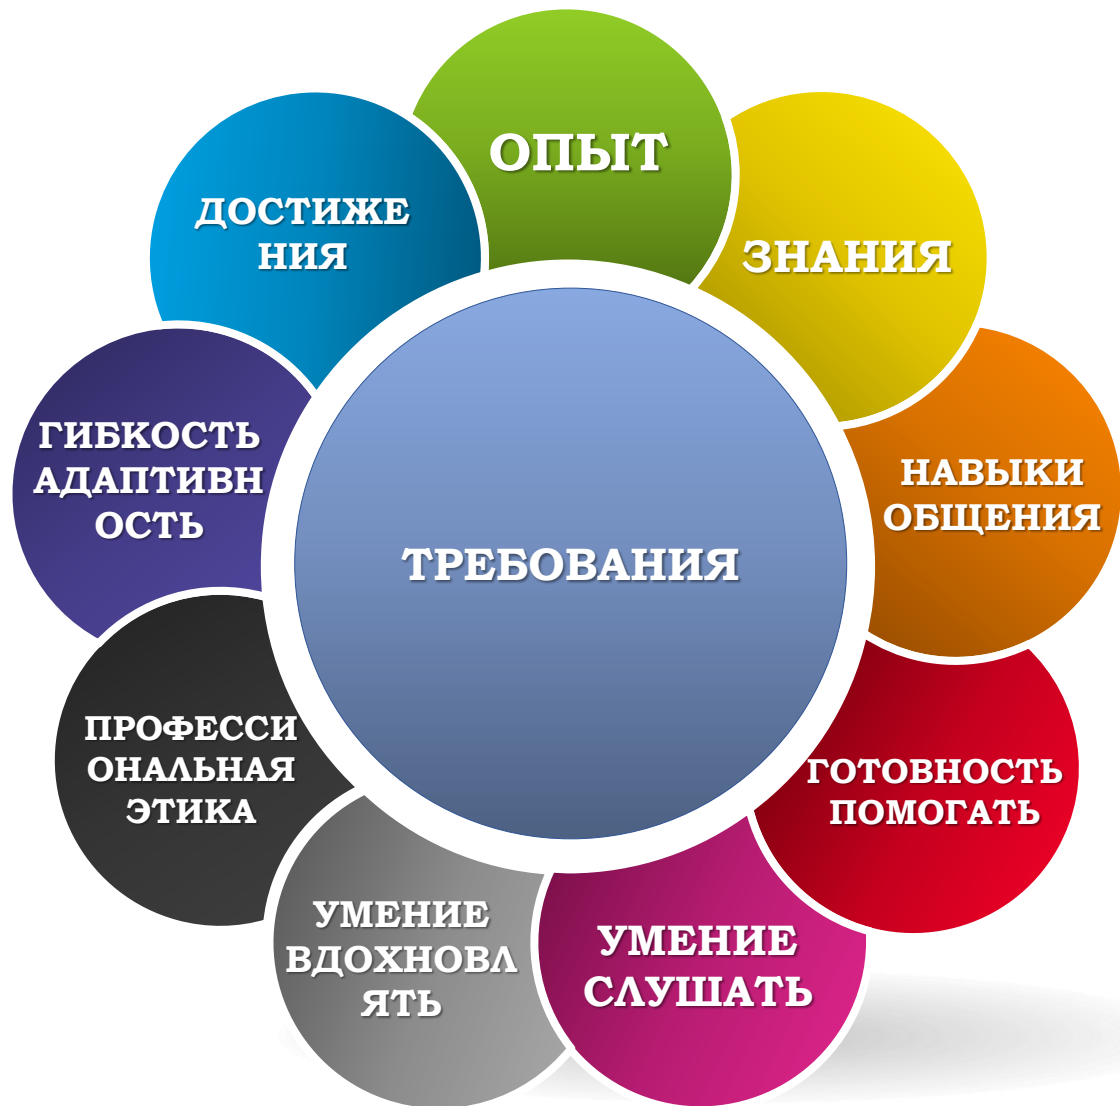 ОПЫТ
ЗНАНИЯ
НАВЫКИ
ОБЩЕНИЯ
ГОТОВНОСТЬ
ПОМОГАТЬ
УМЕНИЕ
СЛУШАТЬ
УМЕНИЕ
ВДОХНОВЛ
ЯТЬ
ПРОФЕССИ
ОНАЛЬНАЯ
ЭТИКА
ГИБКОСТЬ
АДАПТИВН
ОСТЬ
ДОСТИЖЕ
НИЯ
ТРЕБОВАНИЯ